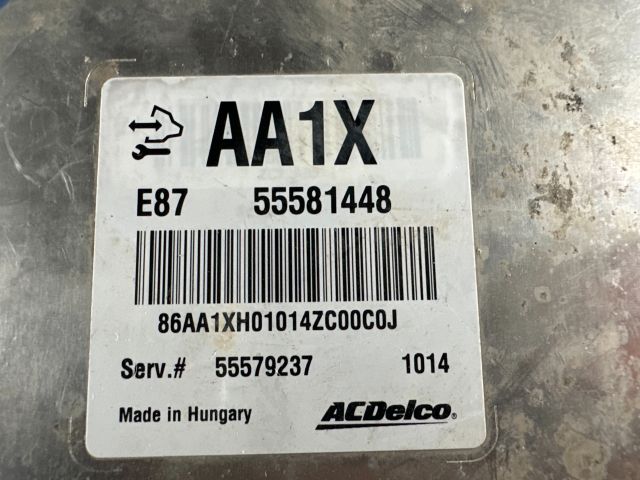 AA1X
E87 55581448
86AA1XH01014ZC00C0J
Serv.# 55579237 1014
Made in Hungary ACDelco